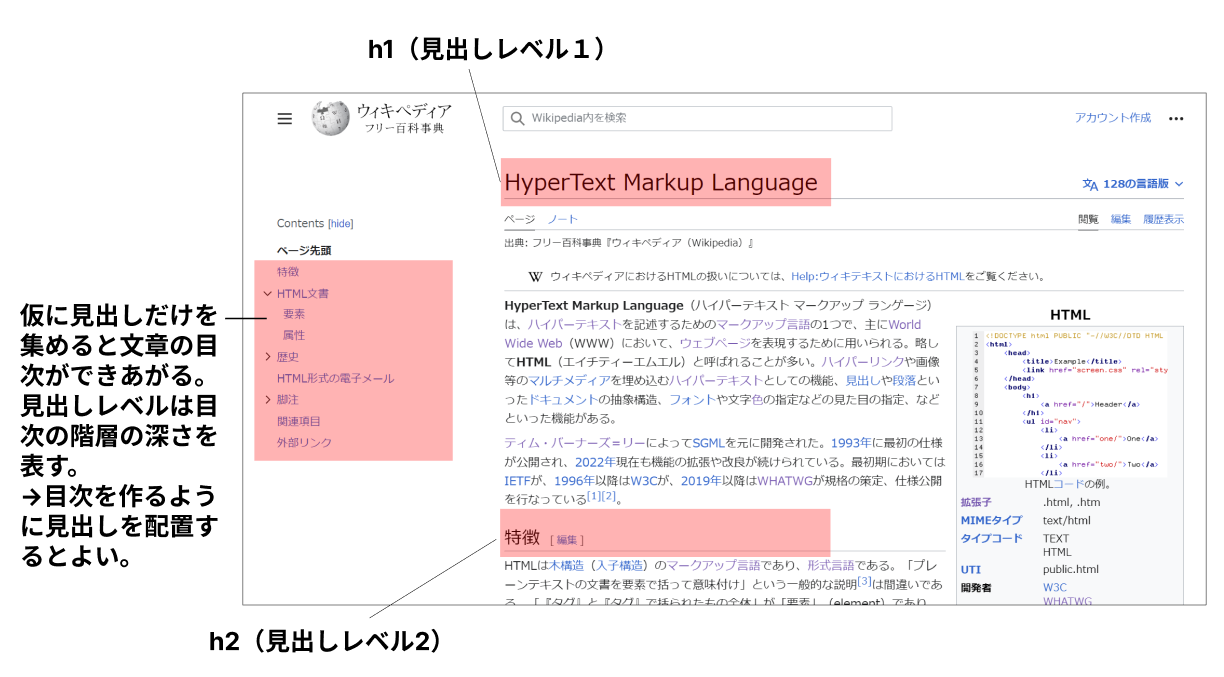 h1（見出しレベル１）
ウィキペディア
フリー百科事典
Wikipedia内を検索
アカウント作成
HyperText Markup Language
128の言語版
ページ ノート
閲覧 編集 履歴表示
出典: フリー百科事典『ウィキペディア（Wikipedia）』
Contents [hide]
ページ先頭
特徴
HTML文書
要素
属性
歴史
HTML形式の電子メール
脚注
関連項目
外部リンク
仮に見出しだけを
集めると文章の目
次ができあがる。
見出しレベルは目
次の階層の深さを
表す。
→目次を作るよう
に見出しを配置す
るとよい。
W ウィキペディアにおけるHTMLの扱いについては、Help:ウィキテキストにおけるHTMLをご覧ください。
HyperText Markup Language（ハイパーテキスト マークアップ ランゲージ）
は、ハイパーテキストを記述するためのマークアップ言語の1つで、主にWorld
Wide Web（WWW）において、ウェブページを表現するために用いられる。略し
てHTML（エイチティーエムエル）と呼ばれることが多い。ハイパーリンクや画像
等のマルチメディアを埋め込むハイパーテキストとしての機能、見出しや段落とい
ったドキュメントの抽象構造、フォントや文字色の指定などの見た目の指定、など
といった機能がある。
ティム・バーナーズ＝リーによってSGMLを元に開発された。1993年に最初の仕様
が公開され、2022年現在も機能の拡張や改良が続けられている。最初期においては
IETFが、1996年以降はW3Cが、2019年以降はWHATWGが規格の策定、仕様公開
を行なっている[1][2]。
特徴 [ 編集 ]
HTMLは木構造（入子構造）のマークアップ言語であり、形式言語である。「プレ
ーンテキストの文書を要素で括って意味付け」という一般的な説明[3]は間違いであ
る。「『タグ』と『タグ』で括られたもの全体」が「要素」（element）であり、
HTML
1 <!DOCTYPE html PUBLIC "-//W3C//DTD HTML
2 <html>
3 <head>
4 <title>Example</title>
5 <link href="screen.css" rel="sty
6 </head>
7 <body>
8 <h1>
9 <a href="/">Header</a>
10 </h1>
11 <ul id="nav">
12 <li>
13 <a href="one/">One</a>
14 </li>
15 <li>
16 <a href="two/">Two</a>
17 </li>
HTMLコードの例。
拡張子 .html, .htm
MIMEタイプ text/html
タイプコード TEXT
HTML
UTI public.html
開発者 W3C
WHATWG
h2（見出しレベル2）